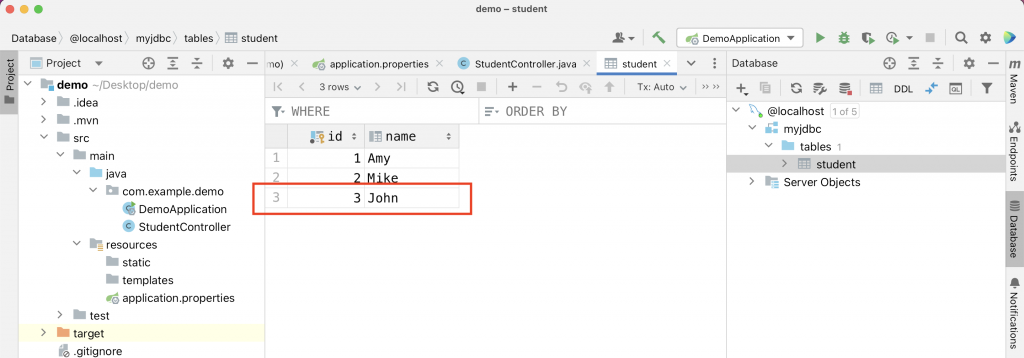 demo – student
Database @localhost myjdbc tables student
DemoApplication
Project
demo) application.properties StudentController.java student
Database
3 rows Tx: Auto >> >>
DDL QL
WHERE ORDER BY
id name
1 1 Amy
2 2 Mike
3 3 John
demo ~/Desktop/demo
.idea
.mvn
src
main
java
com.example.demo
DemoApplication
StudentController
resources
static
templates
application.properties
test
target
.gitignore
@localhost 1 of 5
myjdbc
tables 1
student
Server Objects
Project
m
Maven
Endpoints
Database
Notifications